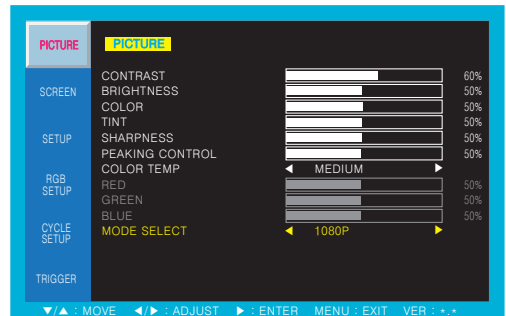 PICTURE
SCREEN
SETUP
RGB
SETUP
CYCLE
SETUP
TRIGGER
PICTURE
CONTRAST 60%
BRIGHTNESS 50%
COLOR 50%
TINT 50%
SHARPNESS 50%
PEAKING CONTROL 50%
COLOR TEMP ◀ MEDIUM ▶
RED 50%
GREEN 50%
BLUE 50%
MODE SELECT ◀ 1080P ▶
▼/▲ : MOVE ◀/▶ : ADJUST ▶ : ENTER MENU : EXIT VER : *.*